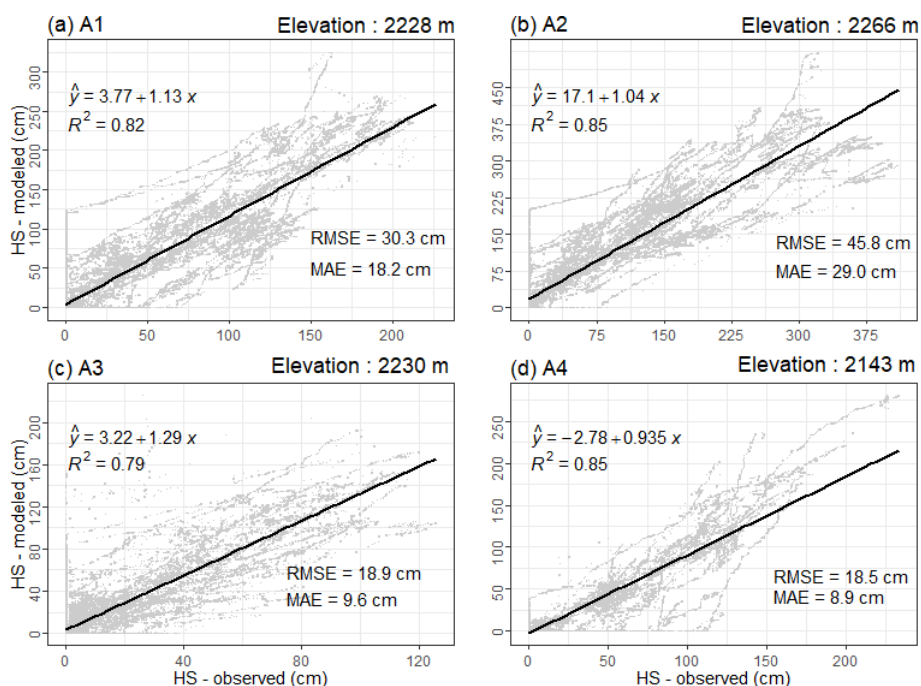 (a) A1 Elevation : 2228 m
ŷ = 3.77 + 1.13 x
R² = 0.82
RMSE = 30.3 cm
MAE = 18.2 cm
HS - modeled (cm)
300
250
200
150
100
50
0
0 50 100 150 200
(b) A2 Elevation : 2266 m
ŷ = 17.1 + 1.04 x
R² = 0.85
RMSE = 45.8 cm
MAE = 29.0 cm
450
375
300
225
150
75
0
0 75 150 225 300 375
(c) A3 Elevation : 2230 m
ŷ = 3.22 + 1.29 x
R² = 0.79
RMSE = 18.9 cm
MAE = 9.6 cm
HS - modeled (cm)
200
160
120
80
40
0
0 40 80 120
HS - observed (cm)
(d) A4 Elevation : 2143 m
ŷ = −2.78 + 0.935 x
R² = 0.85
RMSE = 18.5 cm
MAE = 8.9 cm
250
200
150
100
50
0
0 50 100 150 200
HS - observed (cm)